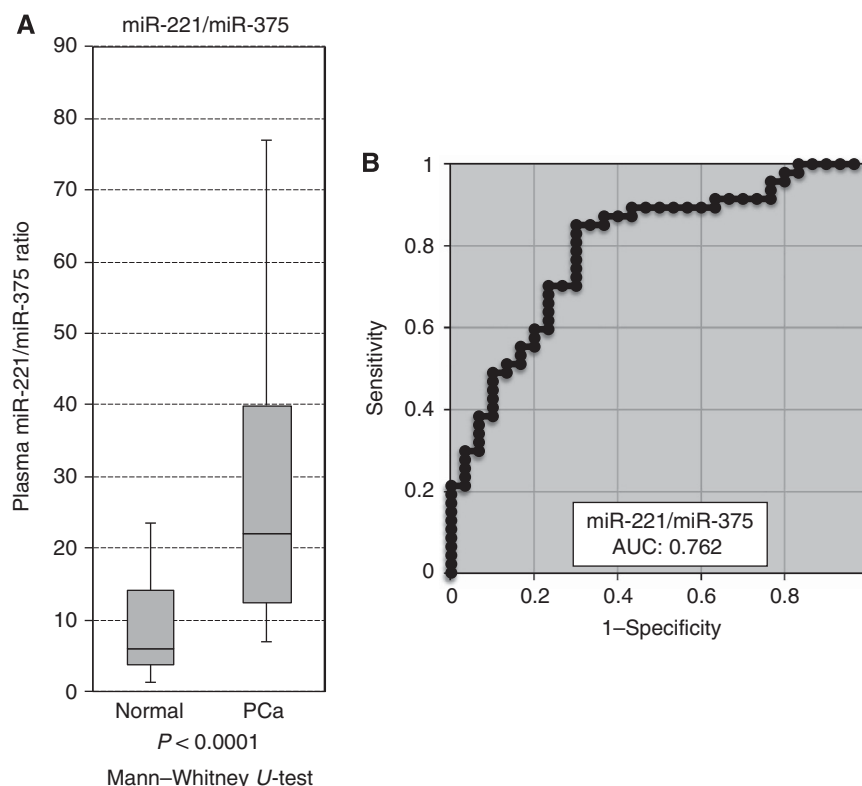 A
miR-221/miR-375
90
80
70
60
50
40
30
20
10
0
Plasma miR-221/miR-375 ratio
Normal PCa
P < 0.0001
Mann–Whitney U-test
B
1
0.8
0.6
0.4
0.2
0
Sensitivity
miR-221/miR-375
AUC: 0.762
0 0.2 0.4 0.6 0.8
1–Specificity